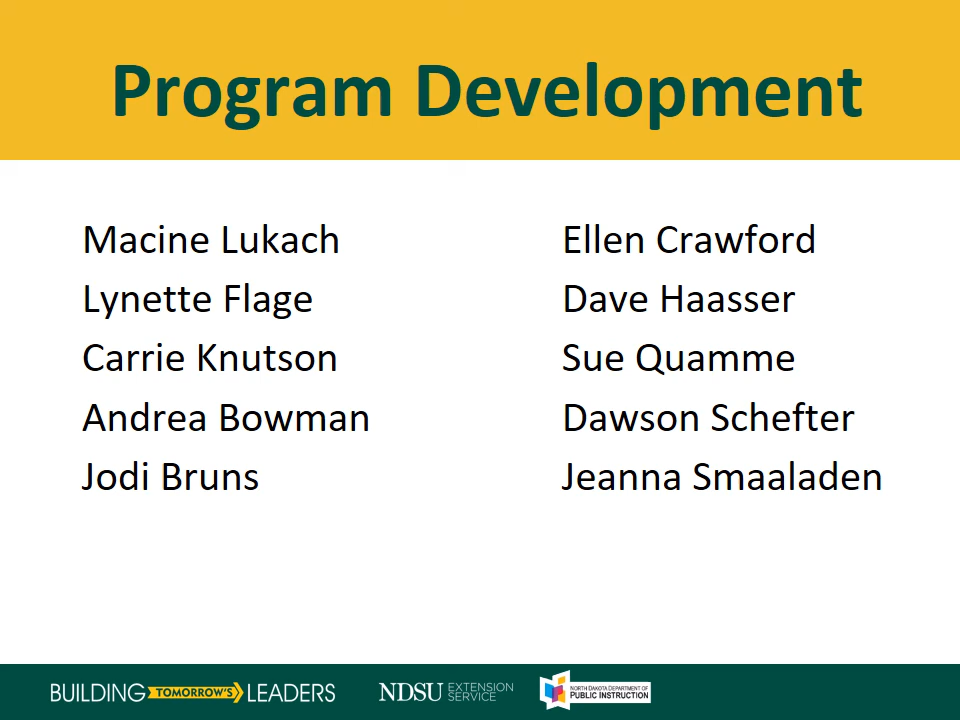 Program Development
Macine Lukach
Lynette Flage
Carrie Knutson
Andrea Bowman
Jodi Bruns
Ellen Crawford
Dave Haasser
Sue Quamme
Dawson Schefter
Jeanna Smaaladen
BUILDING TOMORROW'S LEADERS
NDSU EXTENSION
SERVICE
NORTH DAKOTA DEPARTMENT OF
PUBLIC INSTRUCTION